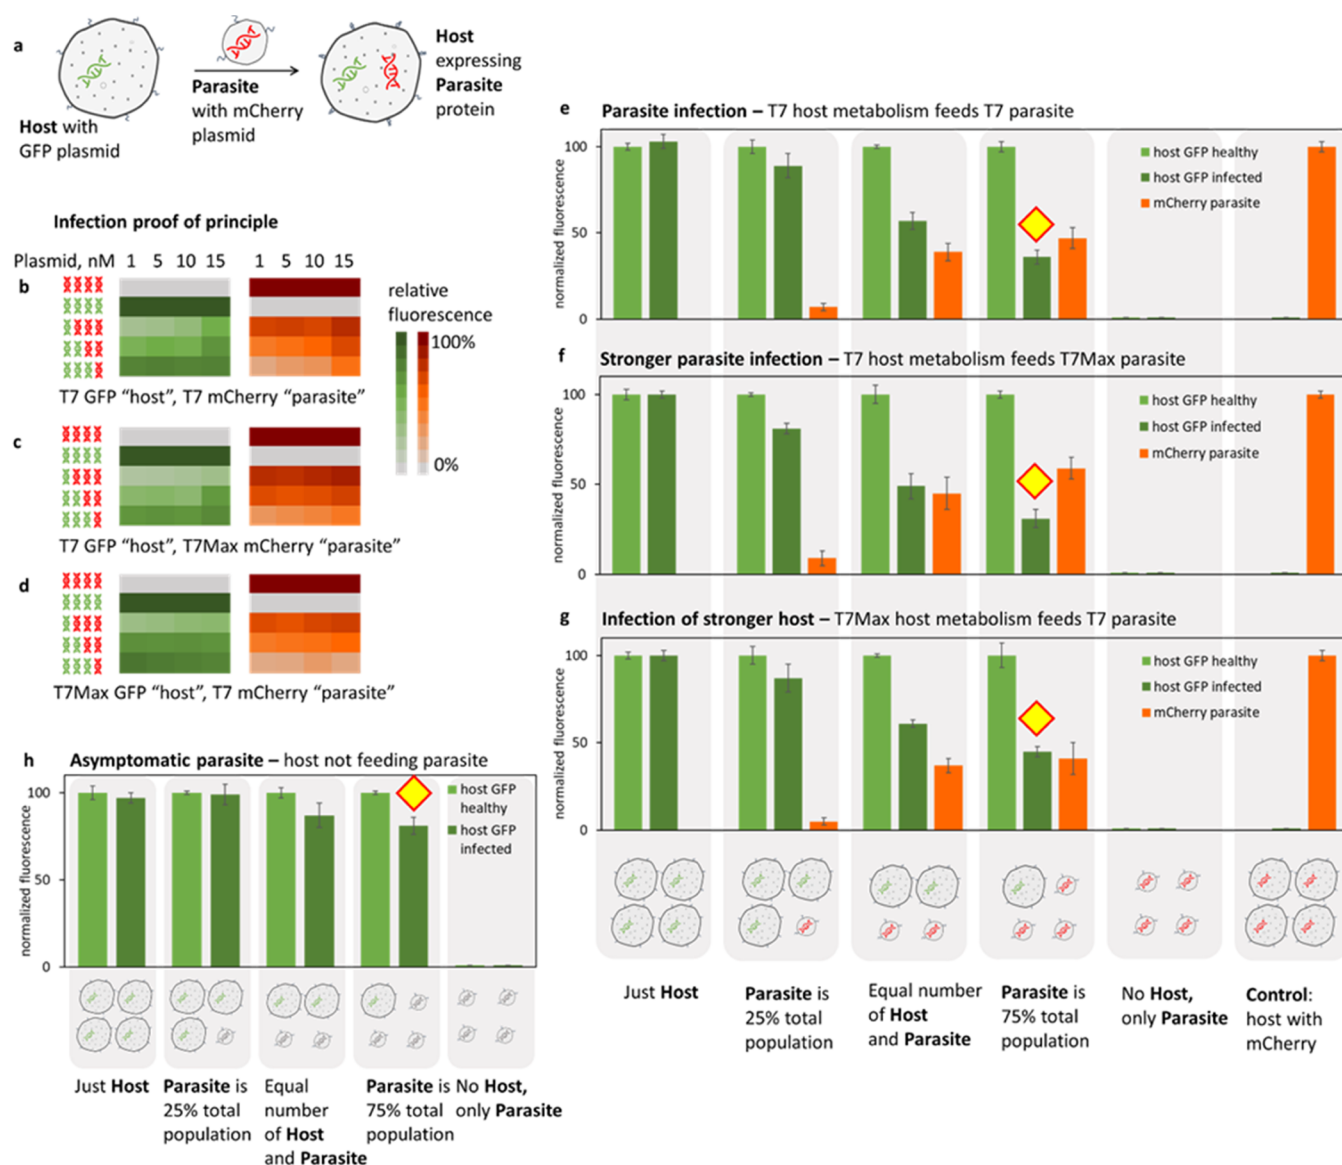 a
Host with
GFP plasmid
Parasite
with mCherry
plasmid
Host
expressing
Parasite
protein
Infection proof of principle
Plasmid, nM 1 5 10 15 1 5 10 15
b
relative
fluorescence
100%
0%
T7 GFP “host”, T7 mCherry “parasite”
c
T7 GFP “host”, T7Max mCherry “parasite”
d
T7Max GFP “host”, T7 mCherry “parasite”
e Parasite infection – T7 host metabolism feeds T7 parasite
normalized fluorescence
100
50
0
host GFP healthy
host GFP infected
mCherry parasite
f Stronger parasite infection – T7 host metabolism feeds T7Max parasite
normalized fluorescence
100
50
0
host GFP healthy
host GFP infected
mCherry parasite
g Infection of stronger host – T7Max host metabolism feeds T7 parasite
normalized fluorescence
100
50
0
host GFP healthy
host GFP infected
mCherry parasite
Just Host
Parasite is
25% total
population
Equal number
of Host
and Parasite
Parasite is
75% total
population
No Host,
only Parasite
Control:
host with
mCherry
h Asymptomatic parasite – host not feeding parasite
normalized fluorescence
100
50
0
host GFP
healthy
host GFP
infected
Just Host
Parasite is
25% total
population
Equal
number
of Host
and Parasite
Parasite is
75% total
population
No Host,
only Parasite